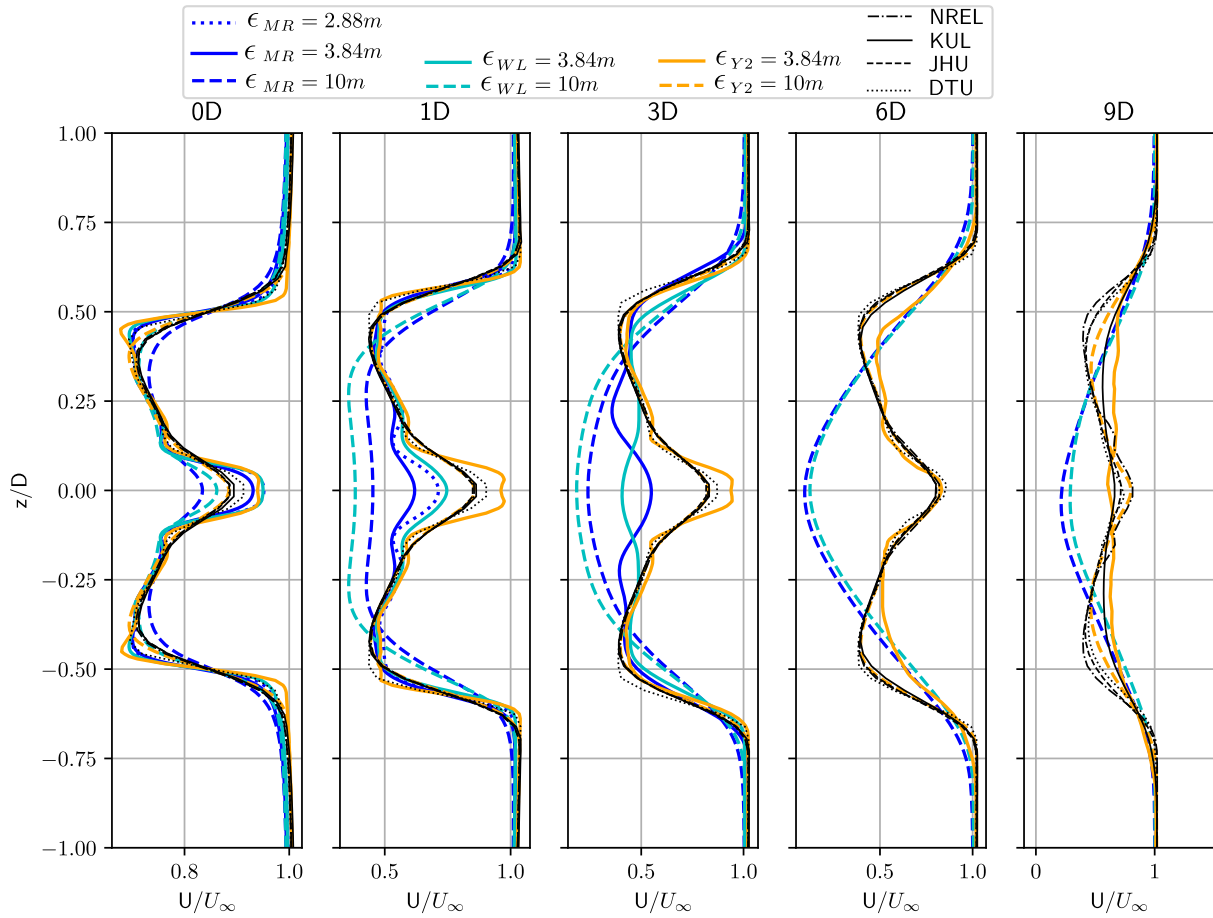 ϵ_MR = 2.88m
NREL
ϵ_MR = 3.84m
ϵ_WL = 3.84m
ϵ_Y2 = 3.84m
KUL
ϵ_MR = 10m
ϵ_WL = 10m
ϵ_Y2 = 10m
JHU
DTU
0D 1D 3D 6D 9D
1.00
0.75
0.50
0.25
0.00
−0.25
−0.50
−0.75
−1.00
z/D
0.8 1.0 0.5 1.0 0.5 1.0 0.5 1.0 0 1
U/U∞ U/U∞ U/U∞ U/U∞ U/U∞